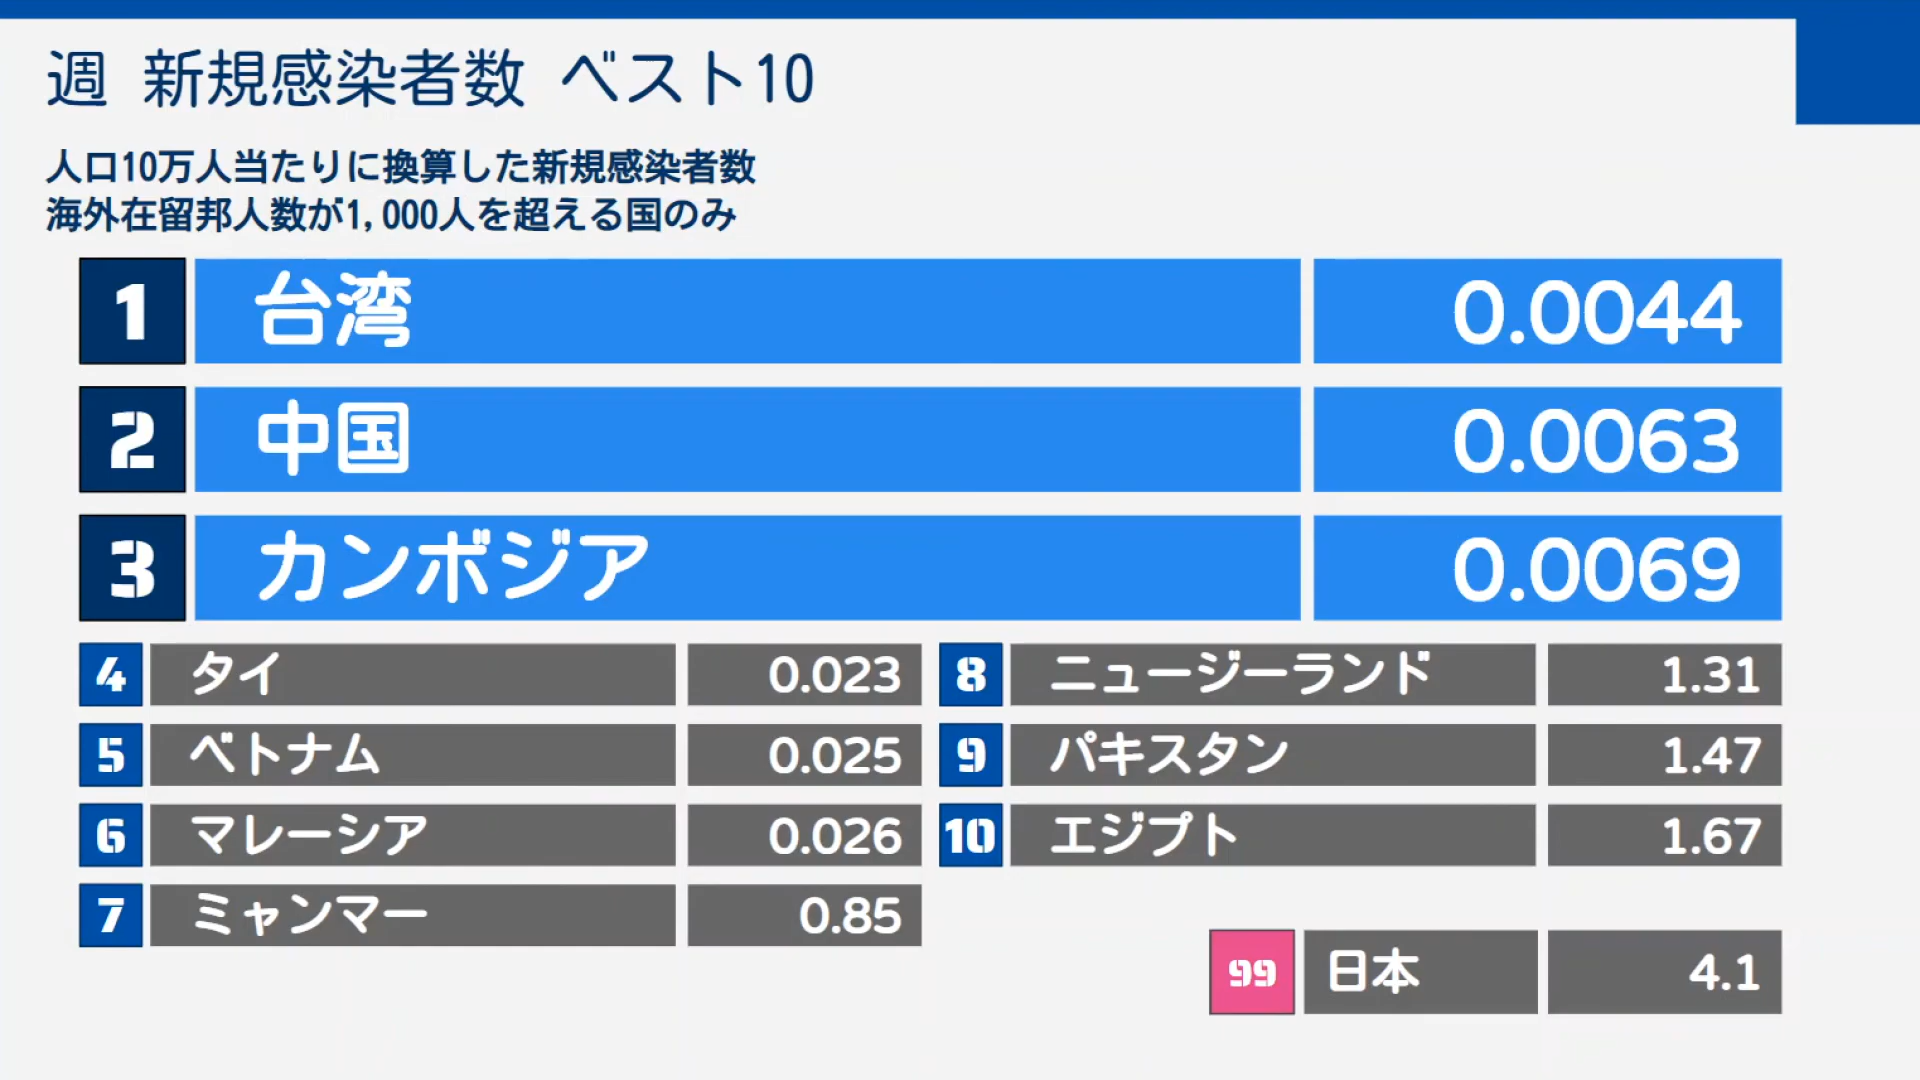 週 新規感染者数 ベスト10
人口10万人当たりに換算した新規感染者数
海外在留邦人数が1,000人を超える国のみ
1 台湾 0.0044
2 中国 0.0063
3 カンボジア 0.0069
4 タイ 0.023
5 ベトナム 0.025
6 マレーシア 0.026
7 ミャンマー 0.85
8 ニュージーランド 1.31
9 パキスタン 1.47
10 エジプト 1.67
99 日本 4.1